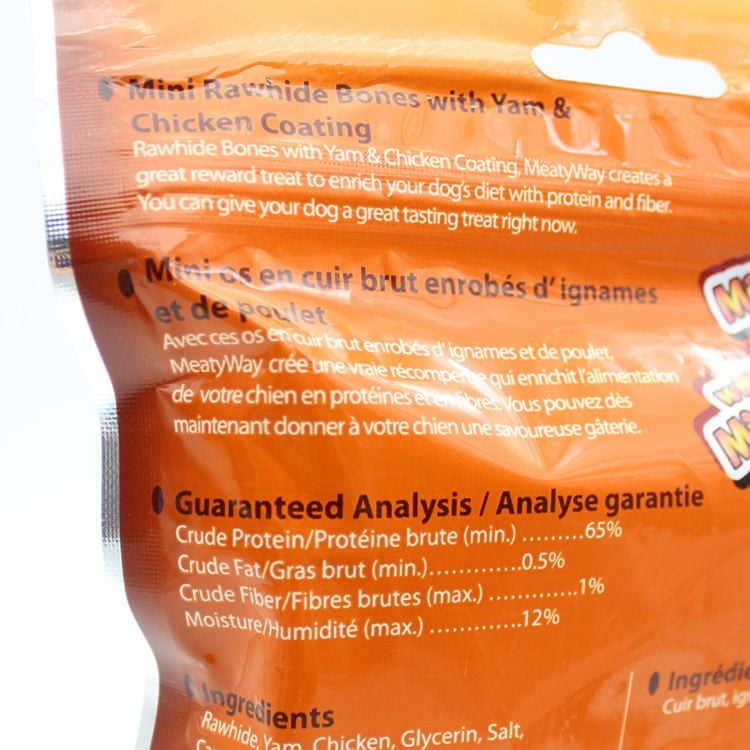 Mini Rawhide Bones with Yam &
Chicken Coating
Rawhide Bones with Yam & Chicken Coating, MeatyWay creates a
great reward treat to enrich your dog's diet with protein and fiber.
You can give your dog a great tasting treat right now.
Mini os en cuir brut enrobés d' ignames
et de poulet
Avec ces os en cuir brut enrobés d' ignames et de poulet,
MeatyWay crée une vraie récompense qui enrichit l'alimentation
de votre chien en protéines et en fibres. Vous pouvez dès
maintenant donner à votre chien une savoureuse gâterie.
Guaranteed Analysis / Analyse garantie
Crude Protein/Protéine brute (min.) .........65%
Crude Fat/Gras brut (min.)..............0.5%
Crude Fiber/Fibres brutes (max.) .............1%
Moisture/Humidité (max.) .............12%
Ingredients
Rawhide, Yam, Chicken, Glycerin, Salt,
Ingrédie
Cuir brut, ig